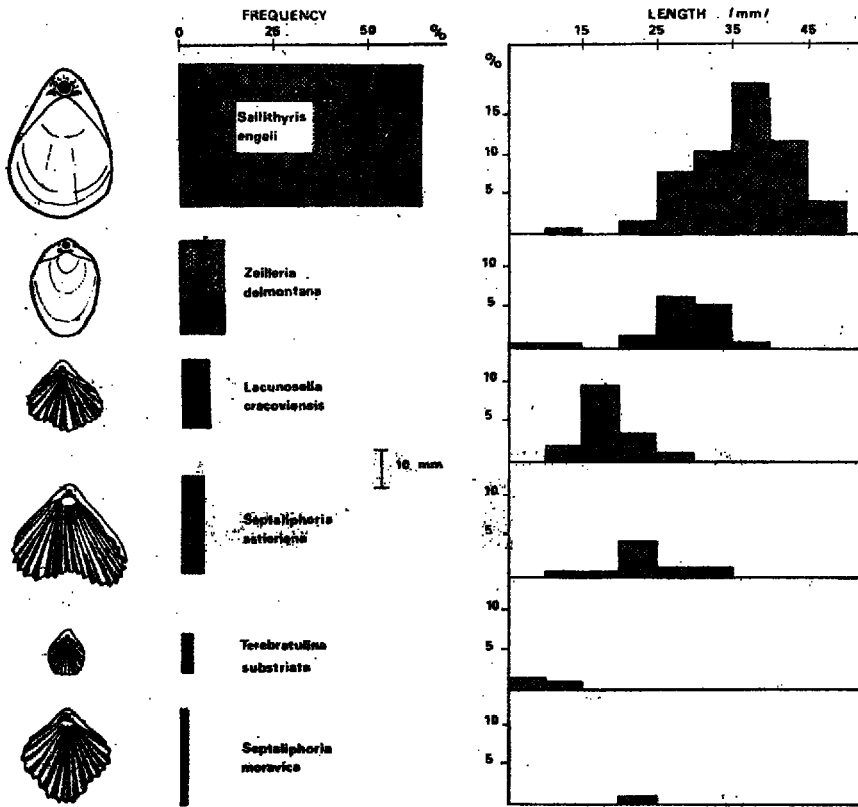 FREQUENCY
0 25 50 %
LENGTH /mm/
15 25 35 45
%
15
10
5
Sellithyris
engeli
10
5
Zeilleria
delmontana
10
5
Lacunosella
cracoviensis
10 mm
10
5
Septaliphoria
astieriana
10
5
Terebratulina
substriata
10
5
Septaliphoria
moravica